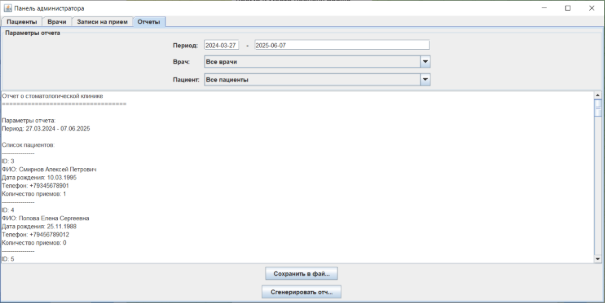 Панель администратора
Пациенты Врачи Записи на прием Отчеты
Параметры отчета
Период: 2024-03-27 - 2025-06-07
Врач: Все врачи
Пациент: Все пациенты
Отчет о стоматологической клинике
==================================
Параметры отчета:
Период: 27.03.2024 - 07.06.2025
Список пациентов:
----------------
ID: 3
ФИО: Смирнов Алексей Петрович
Дата рождения: 10.03.1995
Телефон: +79345678901
Количество приемов: 1
----------------
ID: 4
ФИО: Попова Елена Сергеевна
Дата рождения: 25.11.1988
Телефон: +79456789012
Количество приемов: 0
----------------
ID: 5
Сохранить в фай...
Сгенерировать отч...